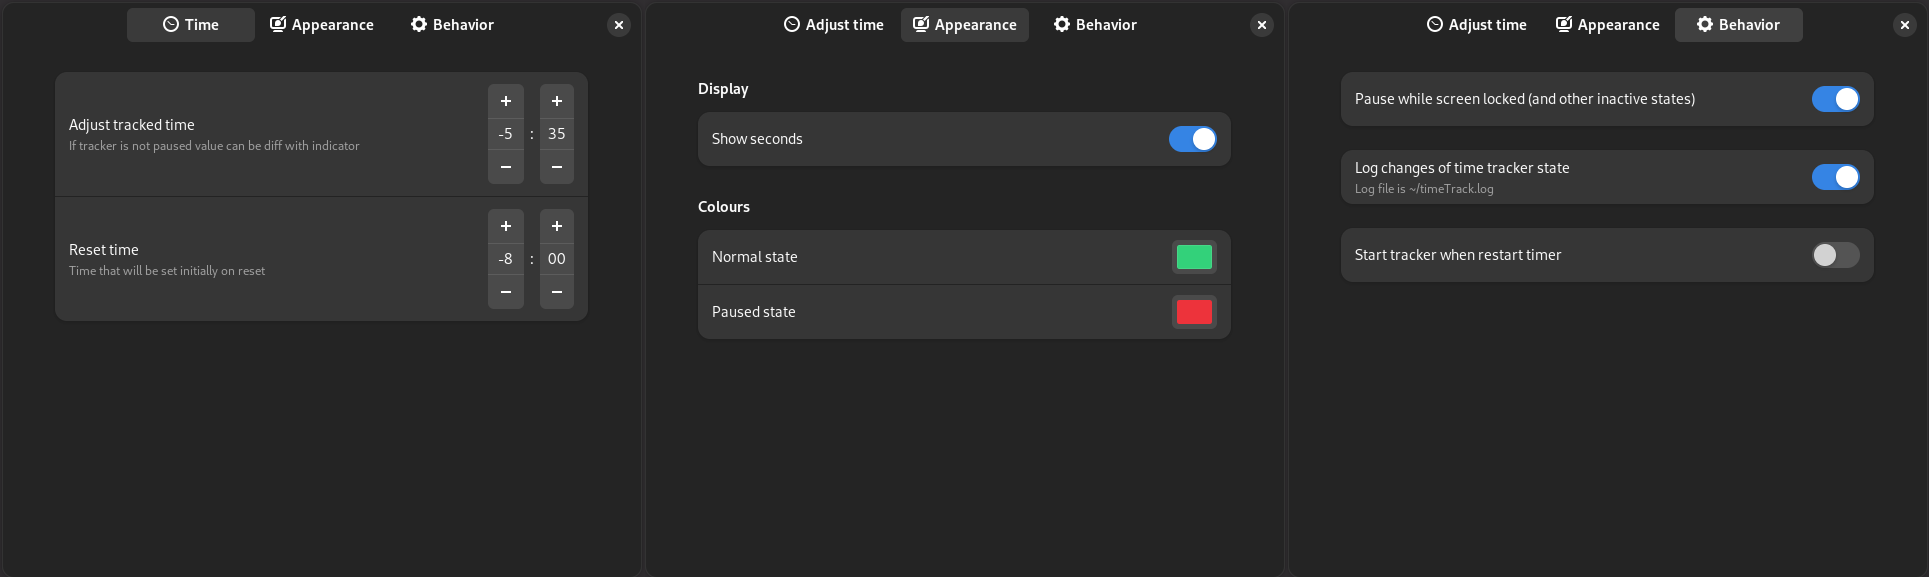 Time Appearance Behavior
Adjust tracked time
If tracker is not paused value can be diff with indicator
+ +
-5 : 35
− −
Reset time
Time that will be set initially on reset
+ +
-8 : 00
− −
Adjust time Appearance Behavior
Display
Show seconds
Colours
Normal state
Paused state
Adjust time Appearance Behavior
Pause while screen locked (and other inactive states)
Log changes of time tracker state
Log file is ~/timeTrack.log
Start tracker when restart timer